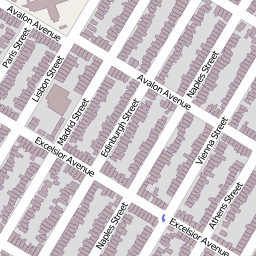 Avalon Avenue
Paris Street
Lisbon Street
Madrid Street
Avalon Avenue
Naples Street
Edinburgh Street
Excelsior Avenue
Vienna Street
Athens Street
Naples Street
Excelsior Avenue